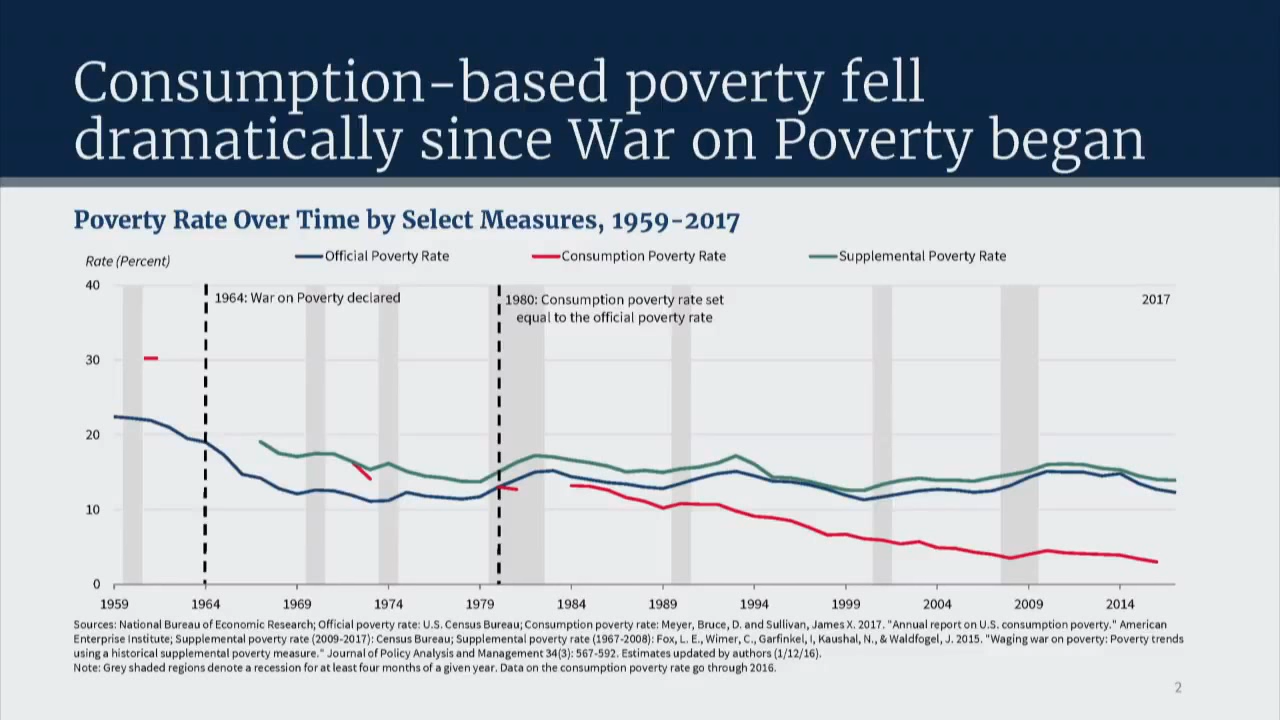 Consumption-based poverty fell
dramatically since War on Poverty began
Poverty Rate Over Time by Select Measures, 1959-2017
Rate (Percent)
Official Poverty Rate
Consumption Poverty Rate
Supplemental Poverty Rate
40
1964: War on Poverty declared
1980: Consumption poverty rate set
equal to the official poverty rate
2017
30
20
10
0
1959 1964 1969 1974 1979 1984 1989 1994 1999 2004 2009 2014
Sources: National Bureau of Economic Research; Official poverty rate: U.S. Census Bureau; Consumption poverty rate: Meyer, Bruce, D. and Sullivan, James X. 2017. "Annual report on U.S. consumption poverty." American
Enterprise Institute; Supplemental poverty rate (2009-2017): Census Bureau; Supplemental poverty rate (1967-2008): Fox, L. E., Wimer, C., Garfinkel, I, Kaushal, N., & Waldfogel, J. 2015. "Waging war on poverty: Poverty trends
using a historical supplemental poverty measure." Journal of Policy Analysis and Management 34(3): 567-592. Estimates updated by authors (1/12/16).
Note: Grey shaded regions denote a recession for at least four months of a given year. Data on the consumption poverty rate go through 2016.
2